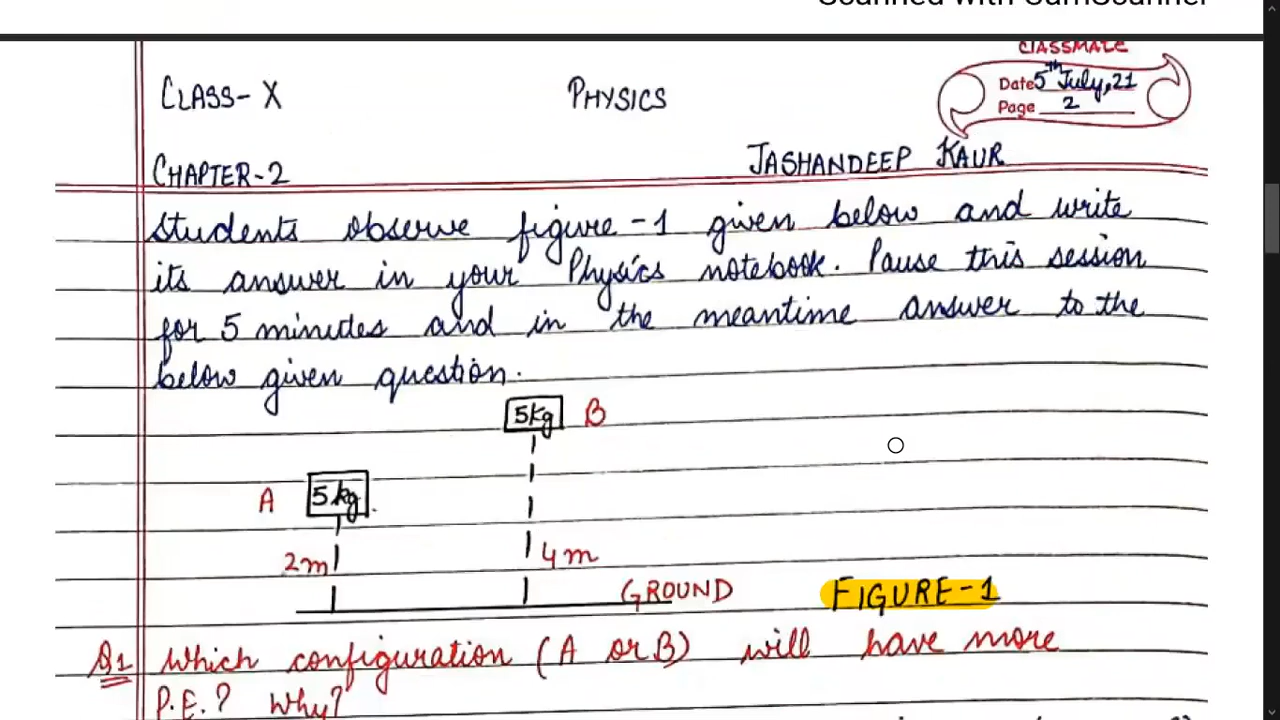 CLASSMATE
CLASS-X PHYSICS Date 5th July, 21
Page 2
CHAPTER-2 JASHANDEEP KAUR
Students observe figure-1 given below and write
its answer in your Physics notebook. Pause this session
for 5 minutes and in the meantime answer to the
below given question.
5kg B
A 5kg
2m 4m
GROUND FIGURE-1
Q1 Which configuration (A or B) will have more
P.E.? Why?